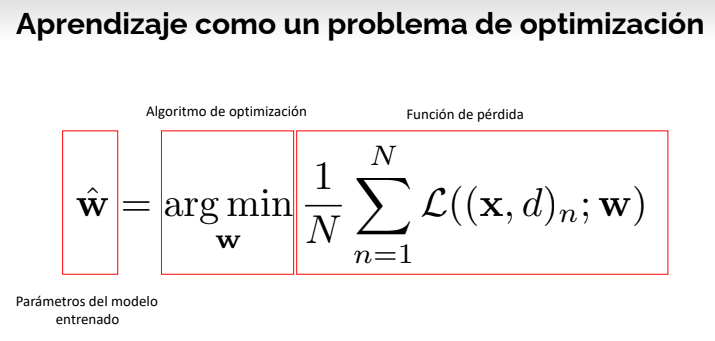 Aprendizaje como un problema de optimización
Algoritmo de optimización
Función de pérdida
ŵ = arg min_w 1/N ∑_{n=1}^{N} ℒ((x, d)_n; w)
Parámetros del modelo
entrenado